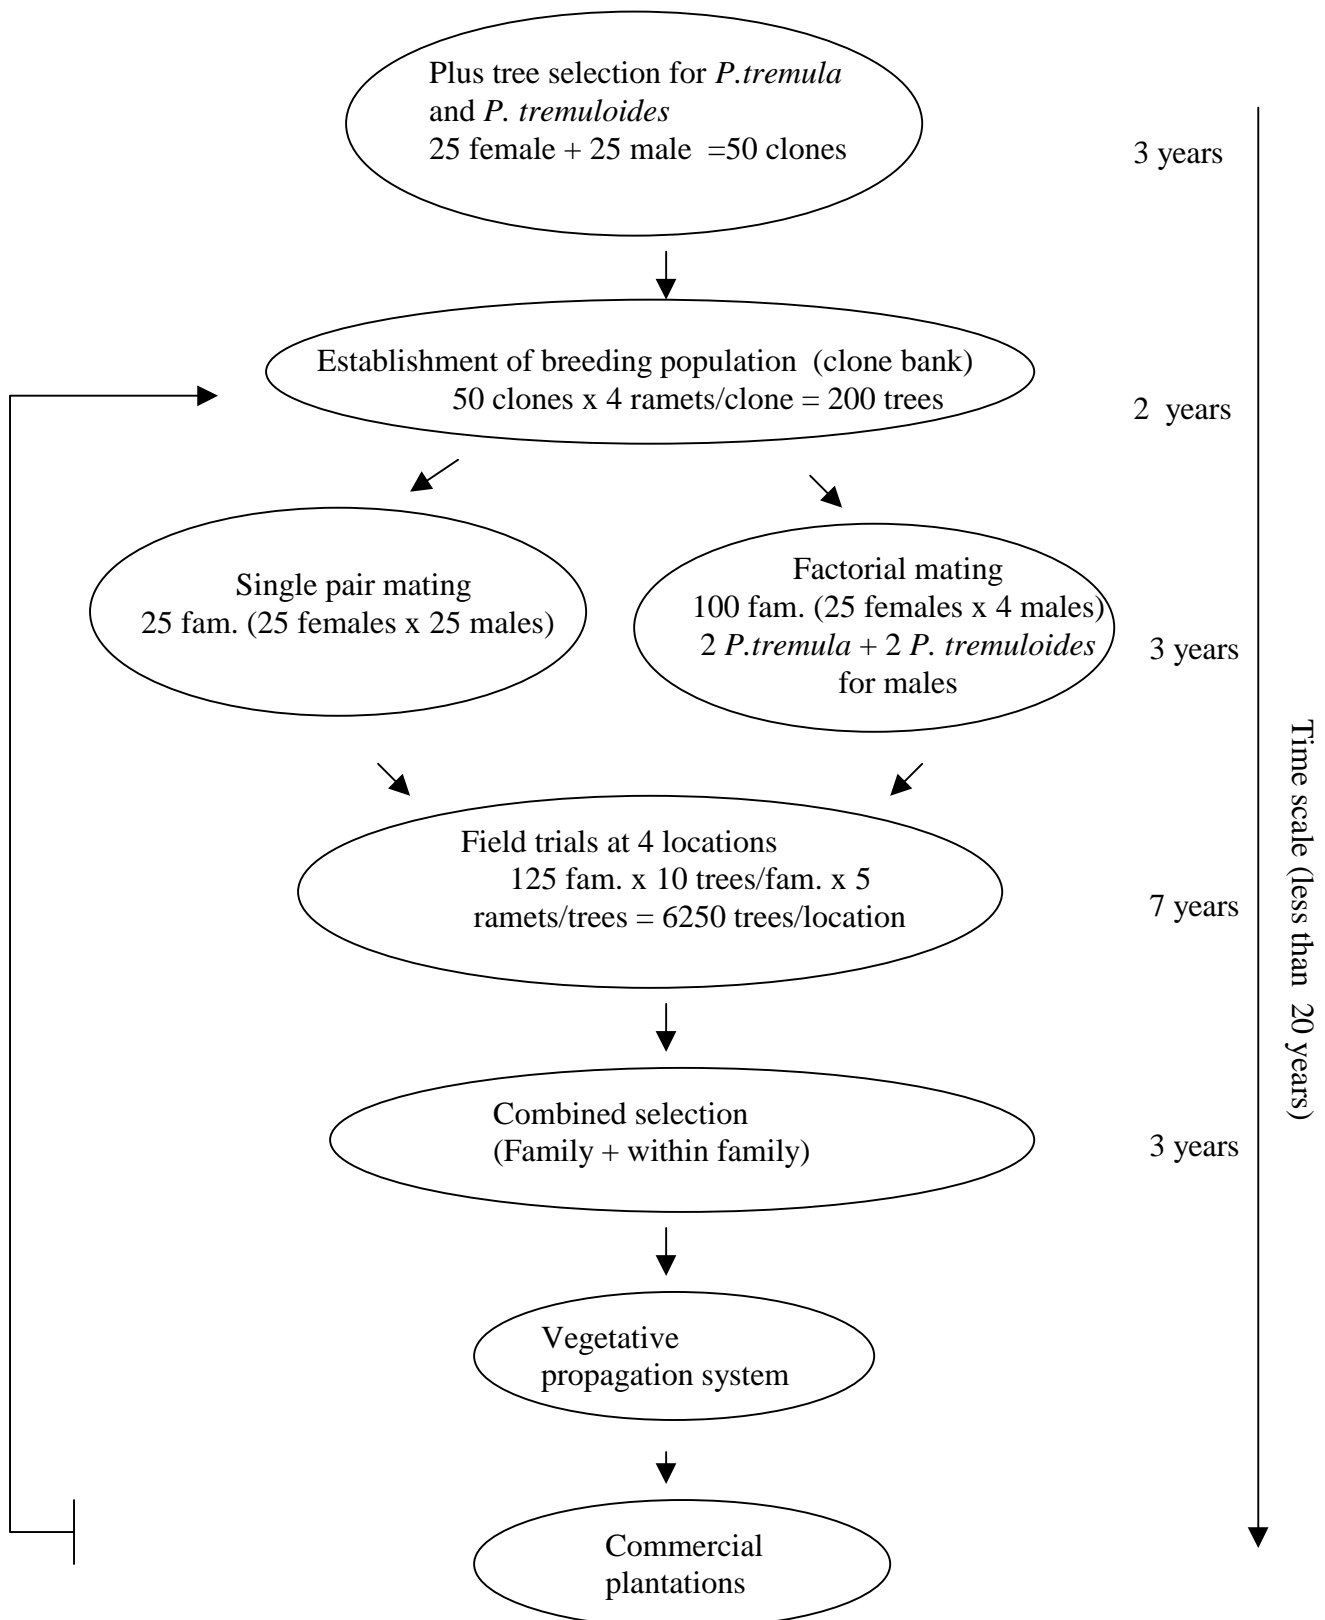 Plus tree selection for P.tremula
and P. tremuloides
25 female + 25 male =50 clones
3 years
Establishment of breeding population (clone bank)
50 clones x 4 ramets/clone = 200 trees
2 years
Single pair mating
25 fam. (25 females x 25 males)
Factorial mating
100 fam. (25 females x 4 males)
2 P.tremula + 2 P. tremuloides
for males
3 years
Field trials at 4 locations
125 fam. x 10 trees/fam. x 5
ramets/trees = 6250 trees/location
7 years
Combined selection
(Family + within family)
3 years
Vegetative
propagation system
Commercial
plantations
Time scale (less than 20 years)